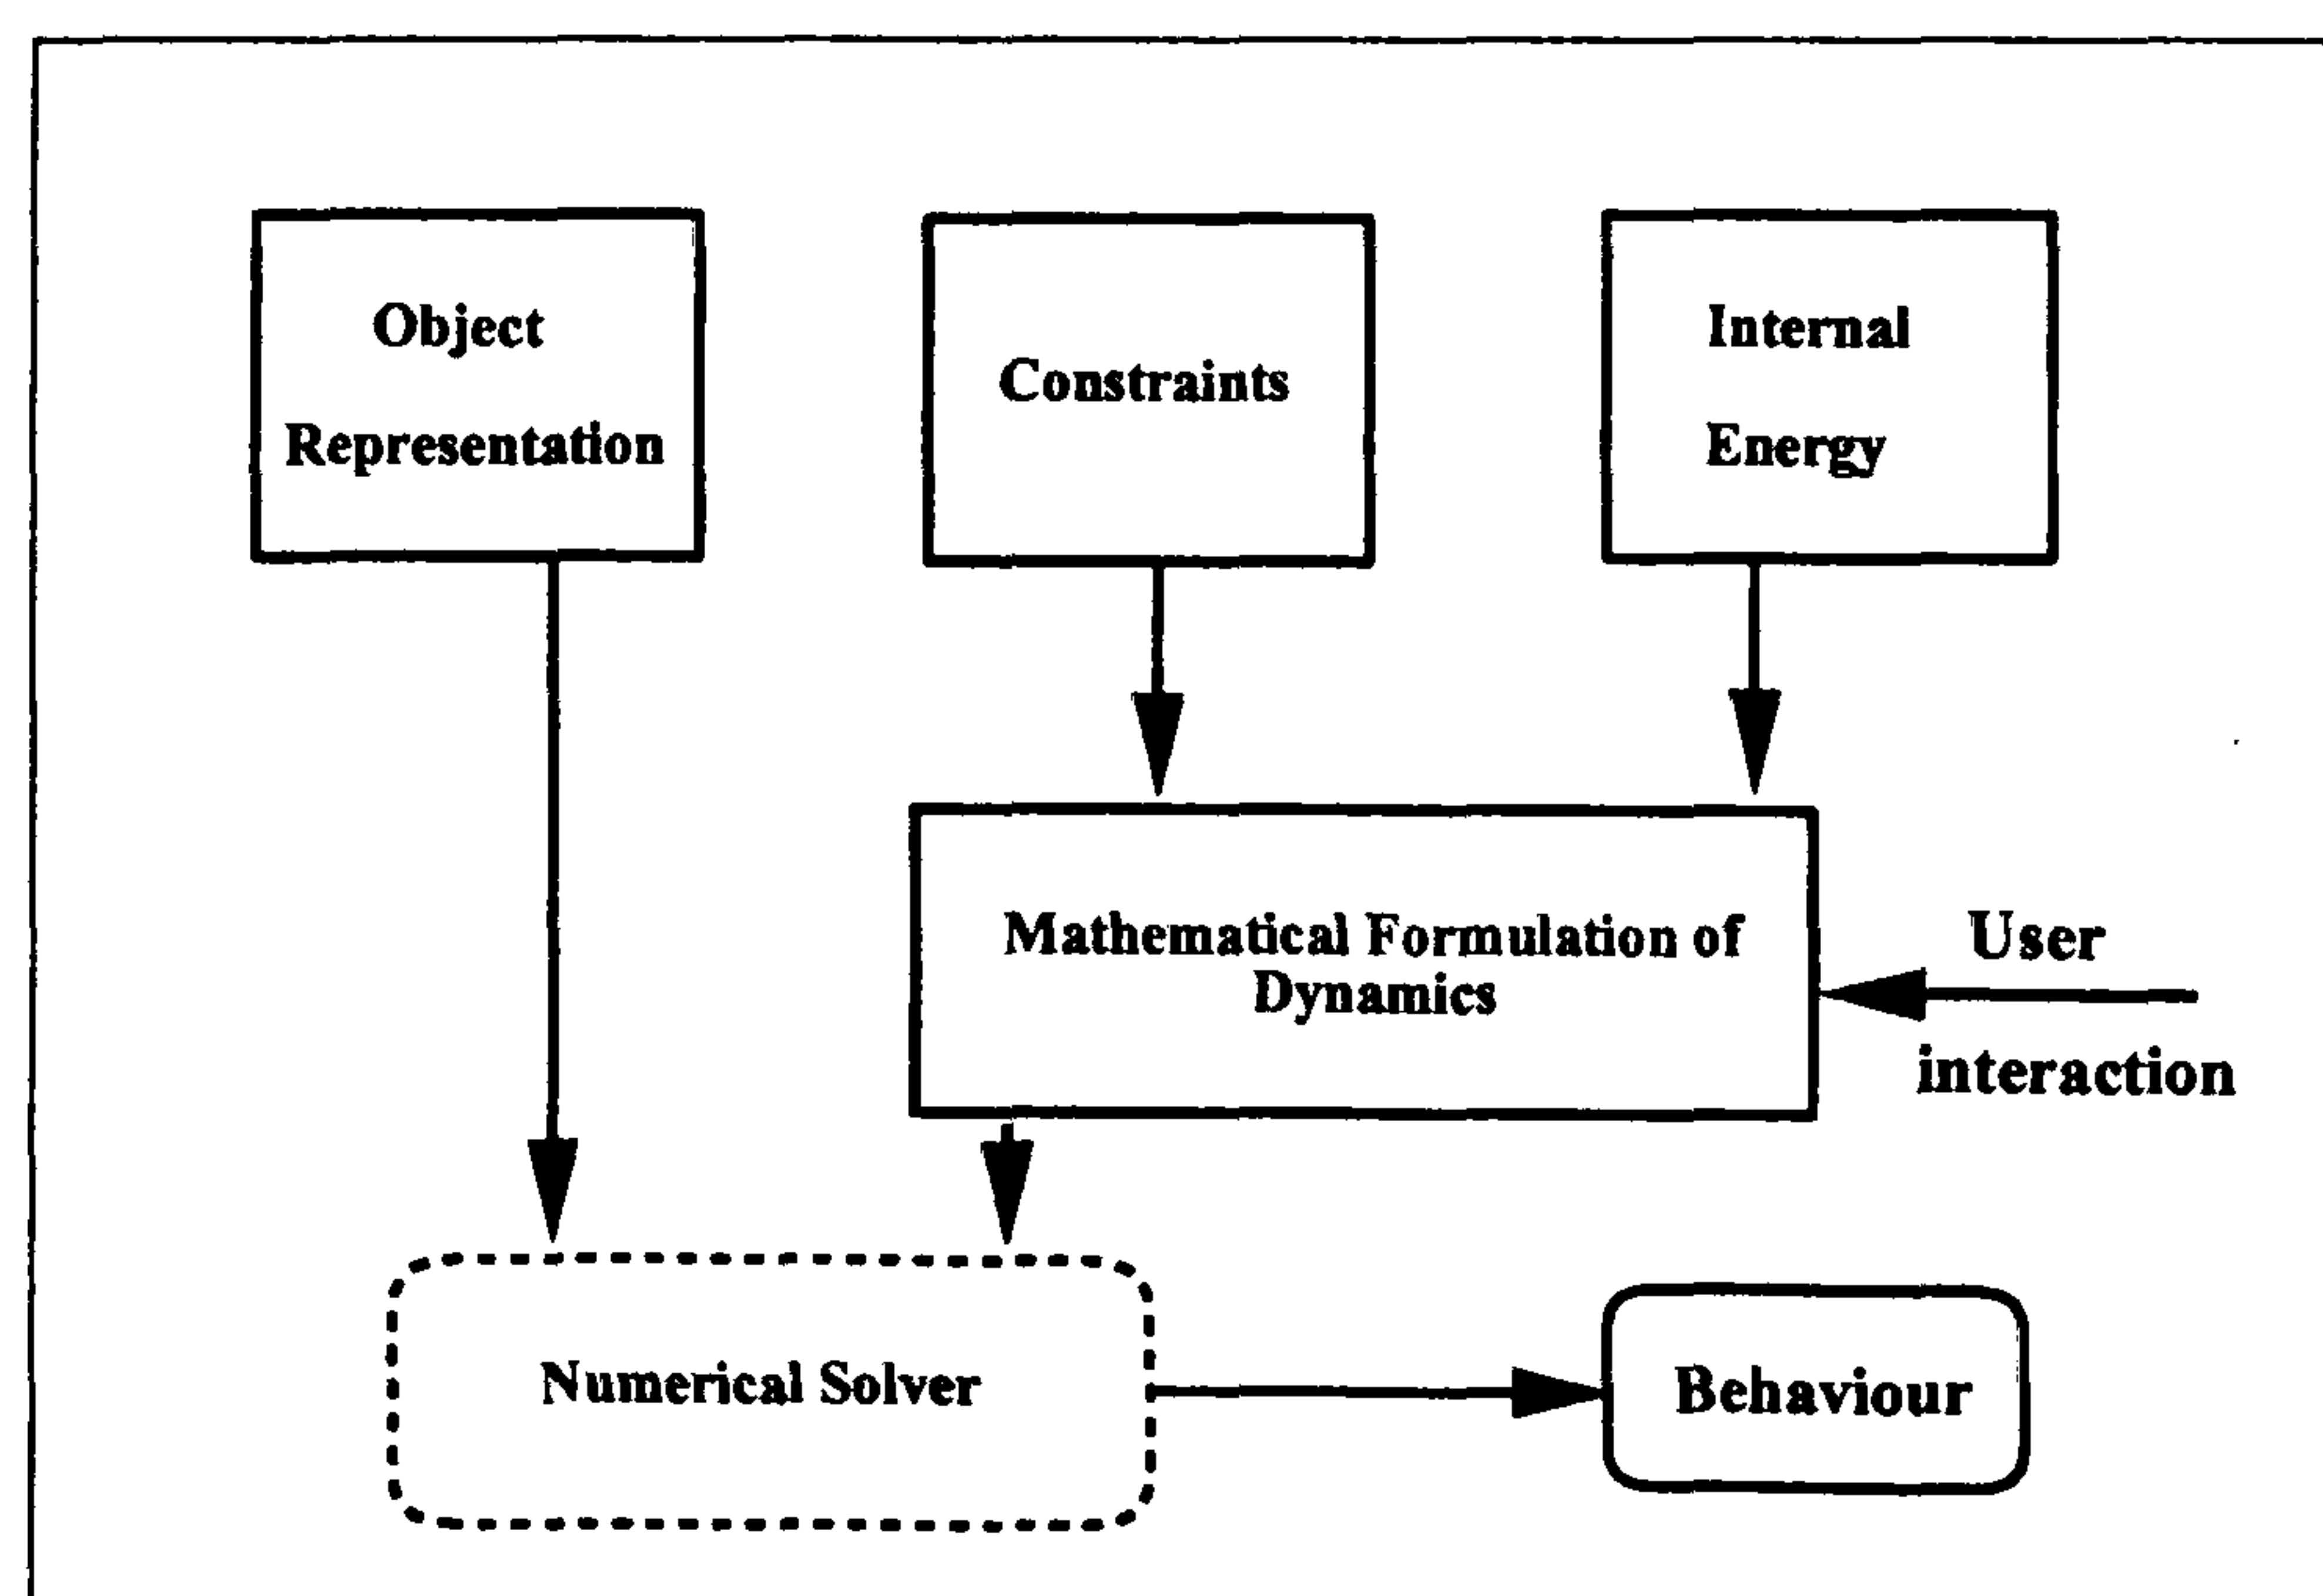 Object
Representation
Constraints
Internal
Energy
Mathematical Formulation of
Dynamics
User
interaction
Numerical Solver
Behaviour